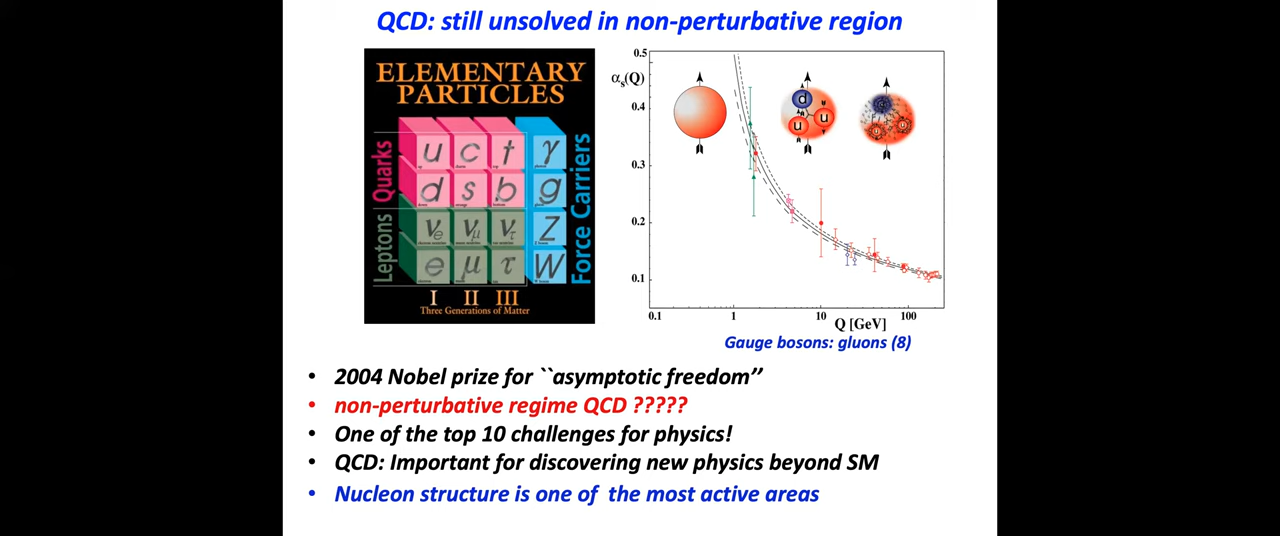 QCD: still unsolved in non-perturbative region
ELEMENTARY
PARTICLES
Quarks
Leptons
Force Carriers
u c t γ
d s b g
νe νμ ντ Z
e μ τ W
I II III
Three Generations of Matter
αs(Q)
0.5
0.4
0.3
0.2
0.1
d
u
u
0.1 1 10 100
Q [GeV]
Gauge bosons: gluons (8)
• 2004 Nobel prize for ``asymptotic freedom’’
• non-perturbative regime QCD ?????
• One of the top 10 challenges for physics!
• QCD: Important for discovering new physics beyond SM
• Nucleon structure is one of the most active areas